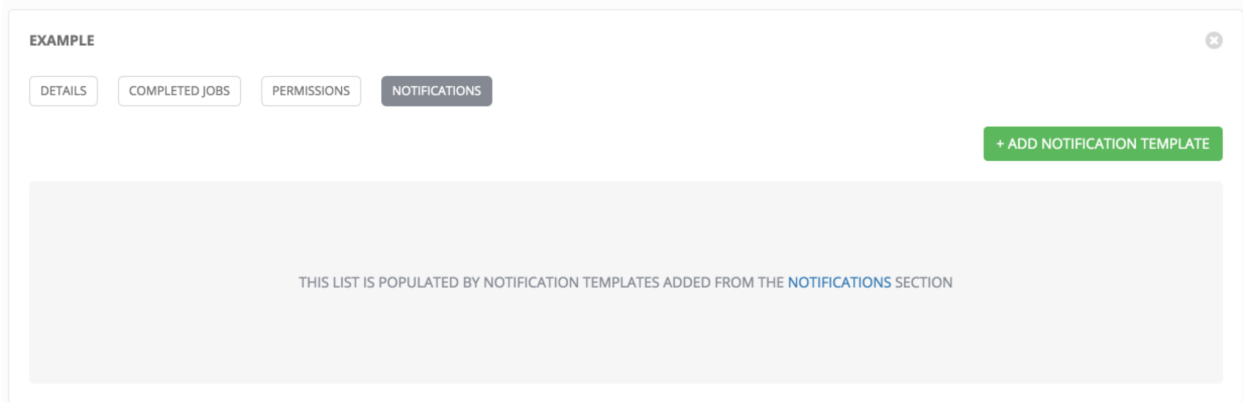 EXAMPLE
DETAILS COMPLETED JOBS PERMISSIONS NOTIFICATIONS
+ ADD NOTIFICATION TEMPLATE
THIS LIST IS POPULATED BY NOTIFICATION TEMPLATES ADDED FROM THE NOTIFICATIONS SECTION